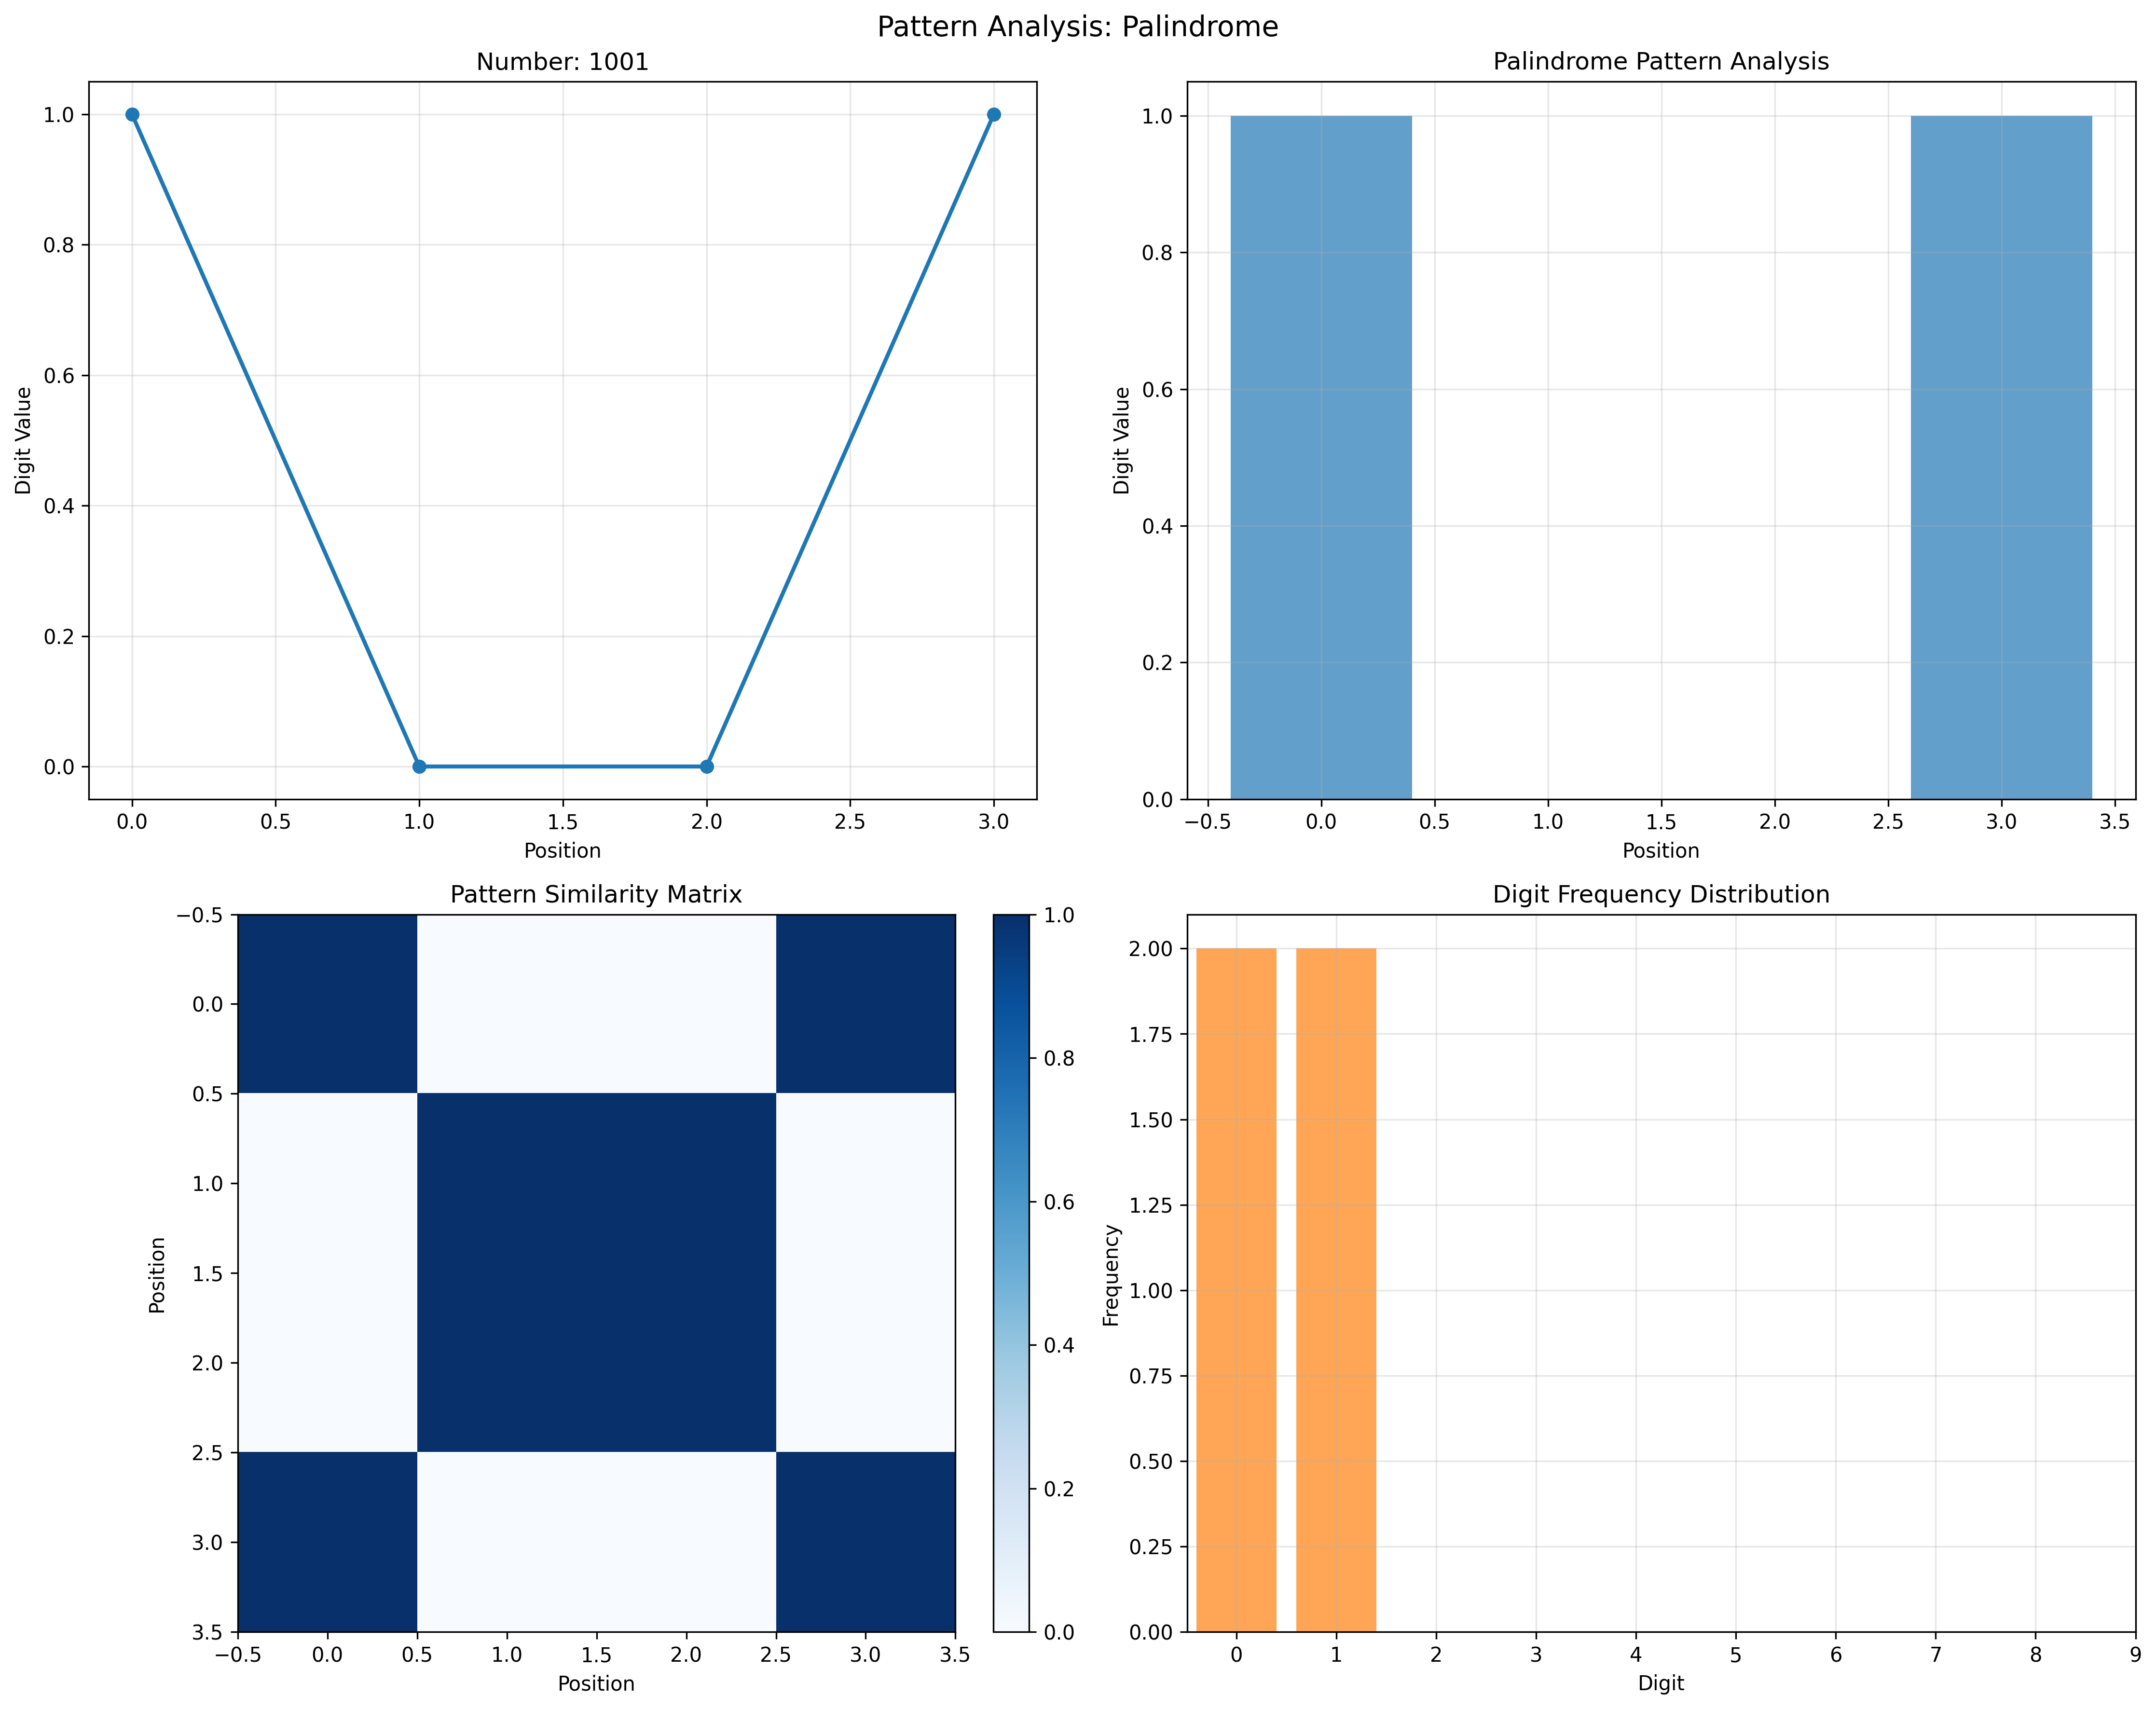 Pattern Analysis: Palindrome
Number: 1001
Digit Value
1.0
0.8
0.6
0.4
0.2
0.0
0.0 0.5 1.0 1.5 2.0 2.5 3.0
Position
Palindrome Pattern Analysis
Digit Value
1.0
0.8
0.6
0.4
0.2
0.0
−0.5 0.0 0.5 1.0 1.5 2.0 2.5 3.0 3.5
Position
Pattern Similarity Matrix
Position
−0.5
0.0
0.5
1.0
1.5
2.0
2.5
3.0
3.5
−0.5 0.0 0.5 1.0 1.5 2.0 2.5 3.0 3.5
Position
1.0
0.8
0.6
0.4
0.2
0.0
Digit Frequency Distribution
Frequency
2.00
1.75
1.50
1.25
1.00
0.75
0.50
0.25
0.00
0 1 2 3 4 5 6 7 8 9
Digit